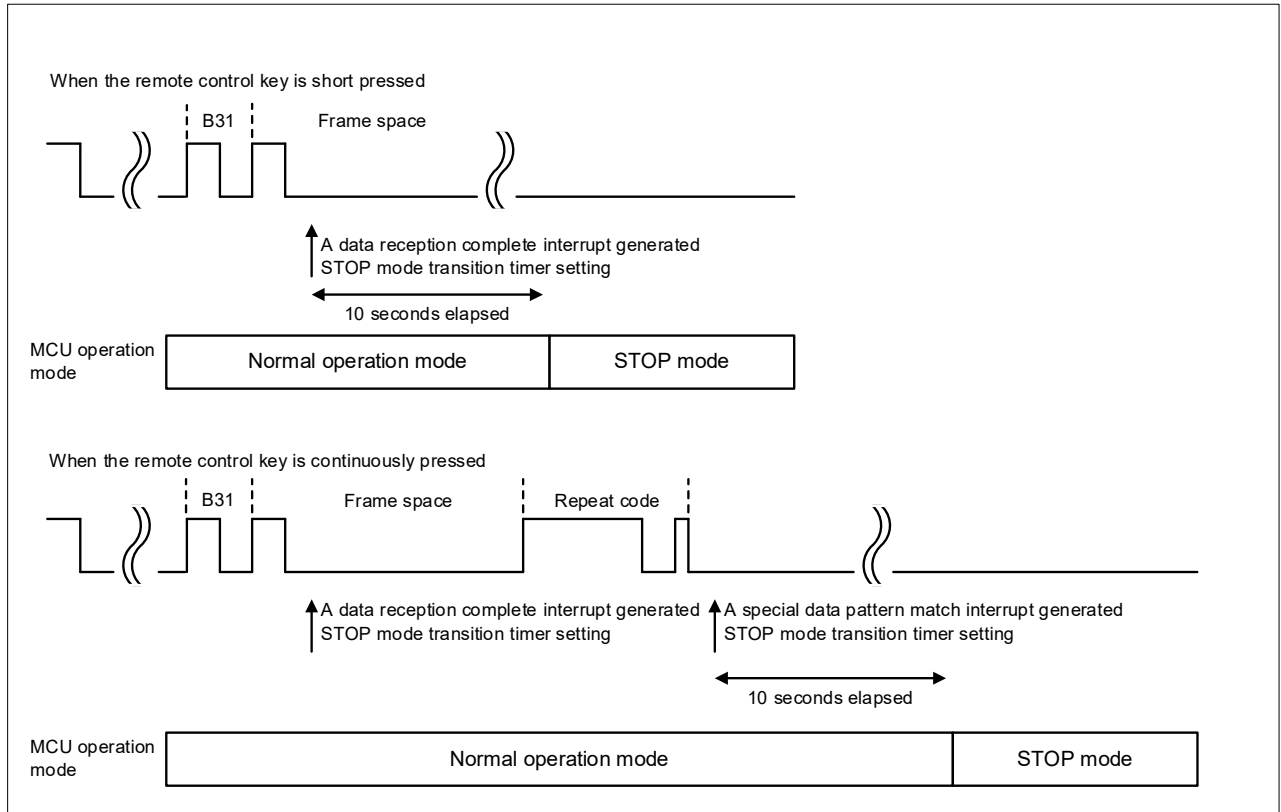 When the remote control key is short pressed
B31
Frame space
A data reception complete interrupt generated
STOP mode transition timer setting
10 seconds elapsed
MCU operation
mode
Normal operation mode
STOP mode
When the remote control key is continuously pressed
B31
Frame space
Repeat code
A data reception complete interrupt generated
STOP mode transition timer setting
A special data pattern match interrupt generated
STOP mode transition timer setting
10 seconds elapsed
MCU operation
mode
Normal operation mode
STOP mode